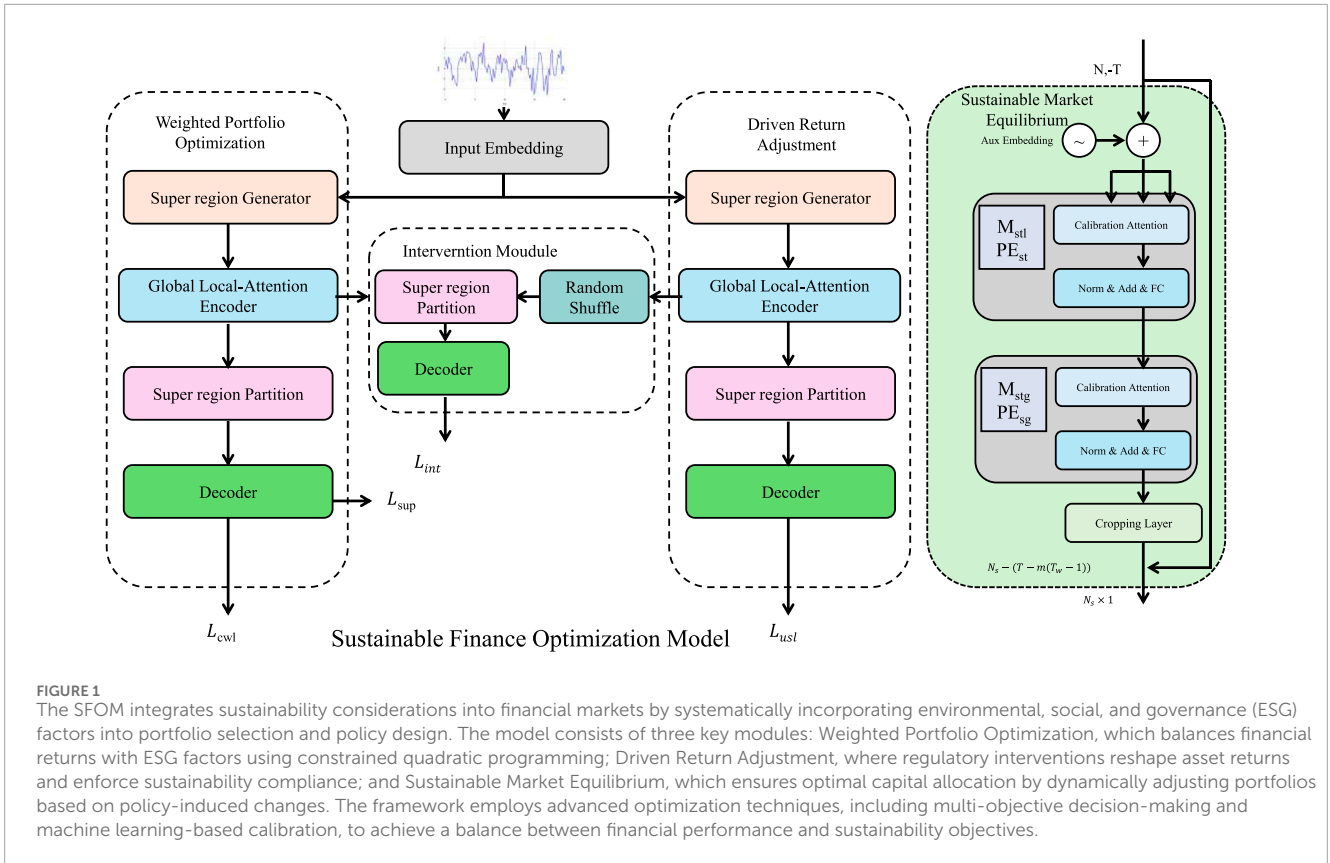 Weighted Portfolio
Optimization
Super region Generator
Global Local-Attention
Encoder
Super region Partition
Decoder
L_sup
L_cwl
Input Embedding
Interverntion Moudule
Super region
Partition
Random
Shuffle
Decoder
L_int
Driven Return
Adjustment
Super region Generator
Global Local-Attention
Encoder
Super region Partition
Decoder
L_usl
Sustainable Finance Optimization Model
N,-T
Sustainable Market
Equilibrium
Aux Embedding
~
+
M_stl
PE_st
Calibration Attention
Norm & Add & FC
M_stg
PE_sg
Calibration Attention
Norm & Add & FC
Cropping Layer
N_s − (T − m(T_w − 1))
N_s × 1
FIGURE 1
The SFOM integrates sustainability considerations into financial markets by systematically incorporating environmental, social, and governance (ESG)
factors into portfolio selection and policy design. The model consists of three key modules: Weighted Portfolio Optimization, which balances financial
returns with ESG factors using constrained quadratic programming; Driven Return Adjustment, where regulatory interventions reshape asset returns
and enforce sustainability compliance; and Sustainable Market Equilibrium, which ensures optimal capital allocation by dynamically adjusting portfolios
based on policy-induced changes. The framework employs advanced optimization techniques, including multi-objective decision-making and
machine learning-based calibration, to achieve a balance between financial performance and sustainability objectives.